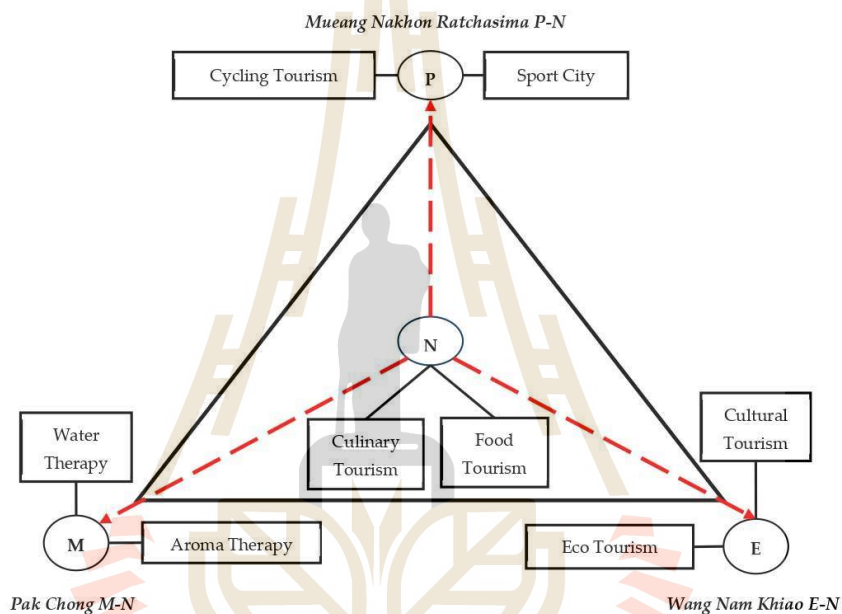 Mueang Nakhon Ratchasima P-N
Cycling Tourism
P
Sport City
N
Culinary
Tourism
Food
Tourism
Water
Therapy
Cultural
Tourism
M
Aroma Therapy
Eco Tourism
E
Pak Chong M-N
Wang Nam Khiao E-N